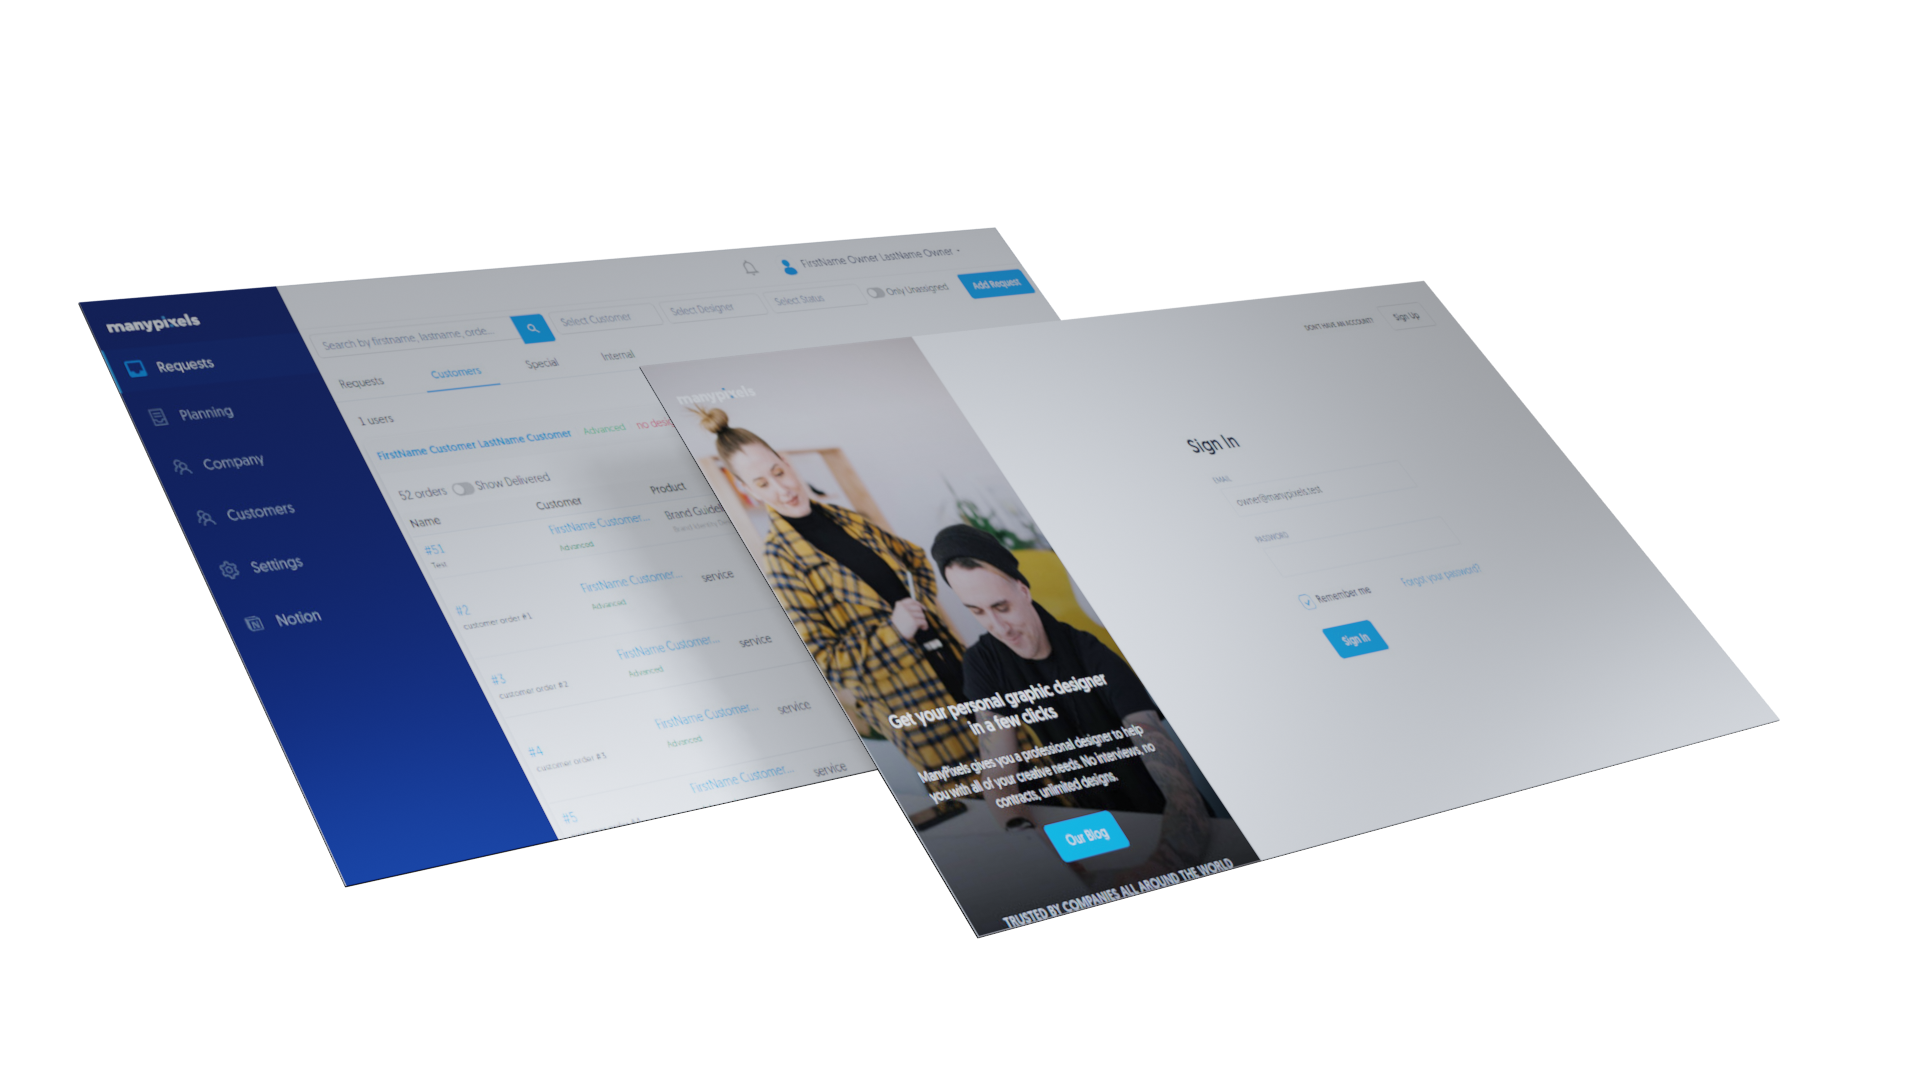 manypixels
Requests
Planning
Company
Customers
Settings
Notion
FirstName Owner LastName Owner
Search by firstname, lastname, orde...
Select Customer
Select Designer
Select Status
Only Unassigned
Add Request
Requests
Customers
Special
Internal
1 users
FirstName Customer LastName Customer
Advanced
no
52 orders
Show Delivered
Name
Customer
Product
#51
FirstName Customer...
Brand
Advanced
#2
FirstName Customer...
service
customer order #1
Advanced
#3
FirstName Customer...
service
customer order #2
Advanced
#4
FirstName Customer...
service
customer order #3
Advanced
#5
FirstName Customer...
service
manypixels
Get your personal graphic designer
in a few clicks
ManyPixels gives you a professional designer to help
you with all of your creative needs. No interviews, no
contracts, unlimited designs.
Our Blog
TRUSTED BY COMPANIES ALL AROUND THE WORLD
DON'T HAVE AN ACCOUNT?
Sign Up
Sign In
EMAIL
owner@manypixels.test
PASSWORD
Remember me
Forgot your password?
Sign In